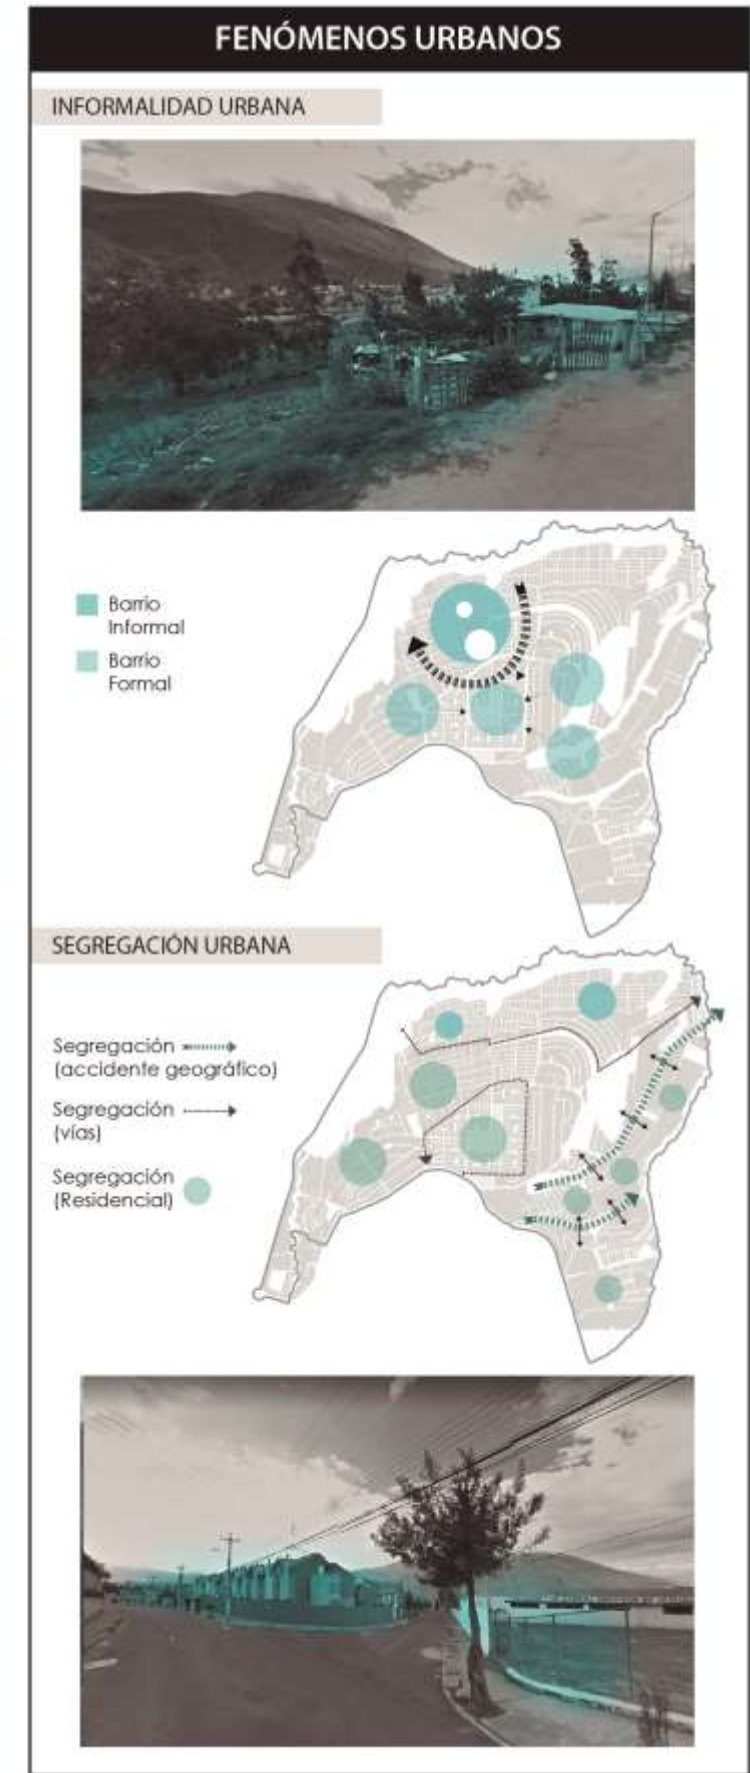 FENÓMENOS URBANOS
INFORMALIDAD URBANA
Barrio
Informal
Barrio
Formal
SEGREGACIÓN URBANA
Segregación
(accidente geográfico)
Segregación
(vías)
Segregación
(Residencial)